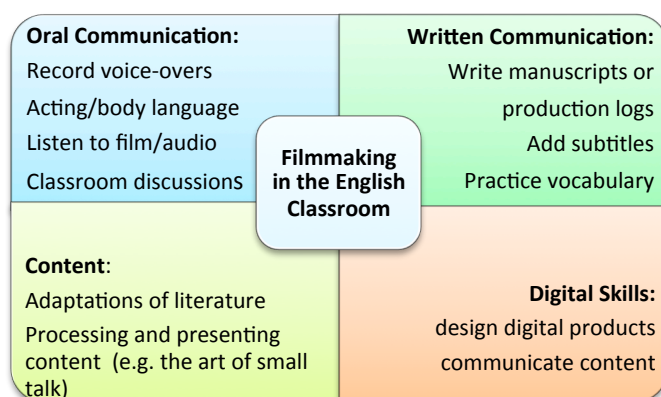 Oral Communication:
Record voice-overs
Acting/body language
Listen to film/audio
Classroom discussions
Written Communication:
Write manuscripts or
production logs
Add subtitles
Practice vocabulary
Filmmaking
in the English
Classroom
Content:
Adaptations of literature
Processing and presenting
content (e.g. the art of small
talk)
Digital Skills:
design digital products
communicate content